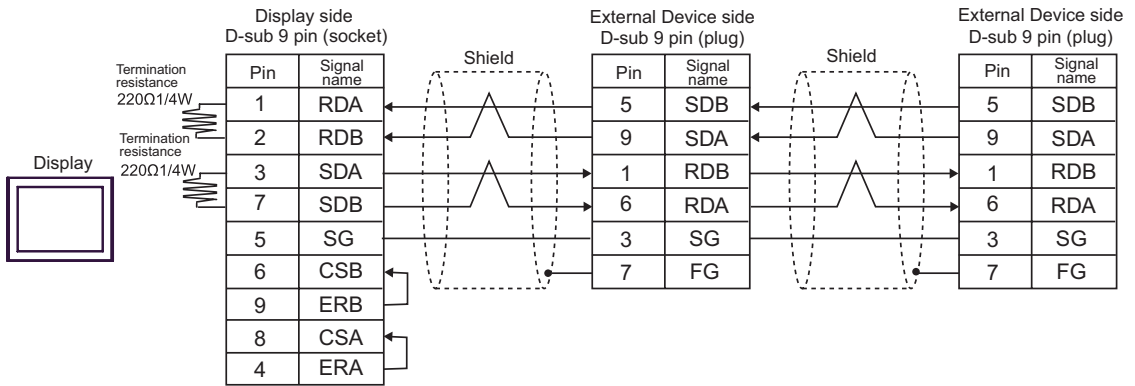 Display side
D-sub 9 pin (socket)
External Device side
D-sub 9 pin (plug)
External Device side
D-sub 9 pin (plug)
Termination
resistance
220Ω1/4W
Termination
resistance
220Ω1/4W
Display
Shield
Shield
Pin Signal name
1 RDA
2 RDB
3 SDA
7 SDB
5 SG
6 CSB
9 ERB
8 CSA
4 ERA
Pin Signal name
5 SDB
9 SDA
1 RDB
6 RDA
3 SG
7 FG
Pin Signal name
5 SDB
9 SDA
1 RDB
6 RDA
3 SG
7 FG